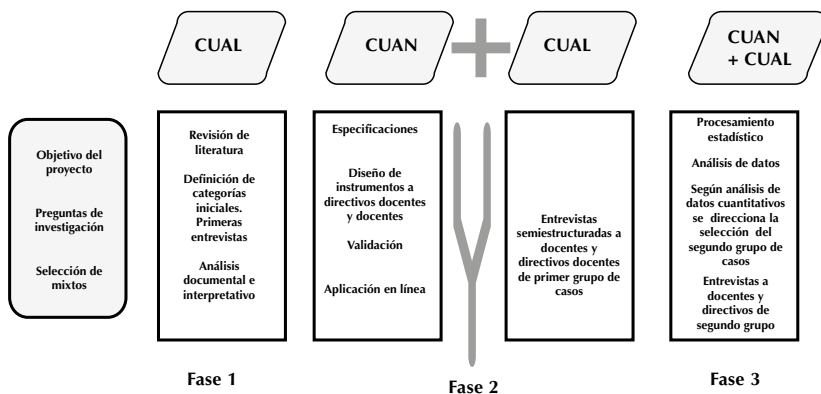 CUAL
CUAN
CUAL
CUAN
+ CUAL
Objetivo del
proyecto
Preguntas de
investigación
Selección de
mixtos
Revisión de
literatura
Definición de
categorías
iniciales.
Primeras
entrevistas
Análisis
documental e
interpretativo
Especificaciones
Diseño de
instrumentos a
directivos docentes
y docentes
Validación
Aplicación en línea
Entrevistas
semiestructuradas a
docentes y
directivos docentes
de primer grupo de
casos
Procesamiento
estadístico
Análisis de datos
Según análisis de
datos cuantitativos
se direcciona la
selección del
segundo grupo de
casos
Entrevistas a
docentes y
directivos de
segundo grupo
Fase 1
Fase 2
Fase 3